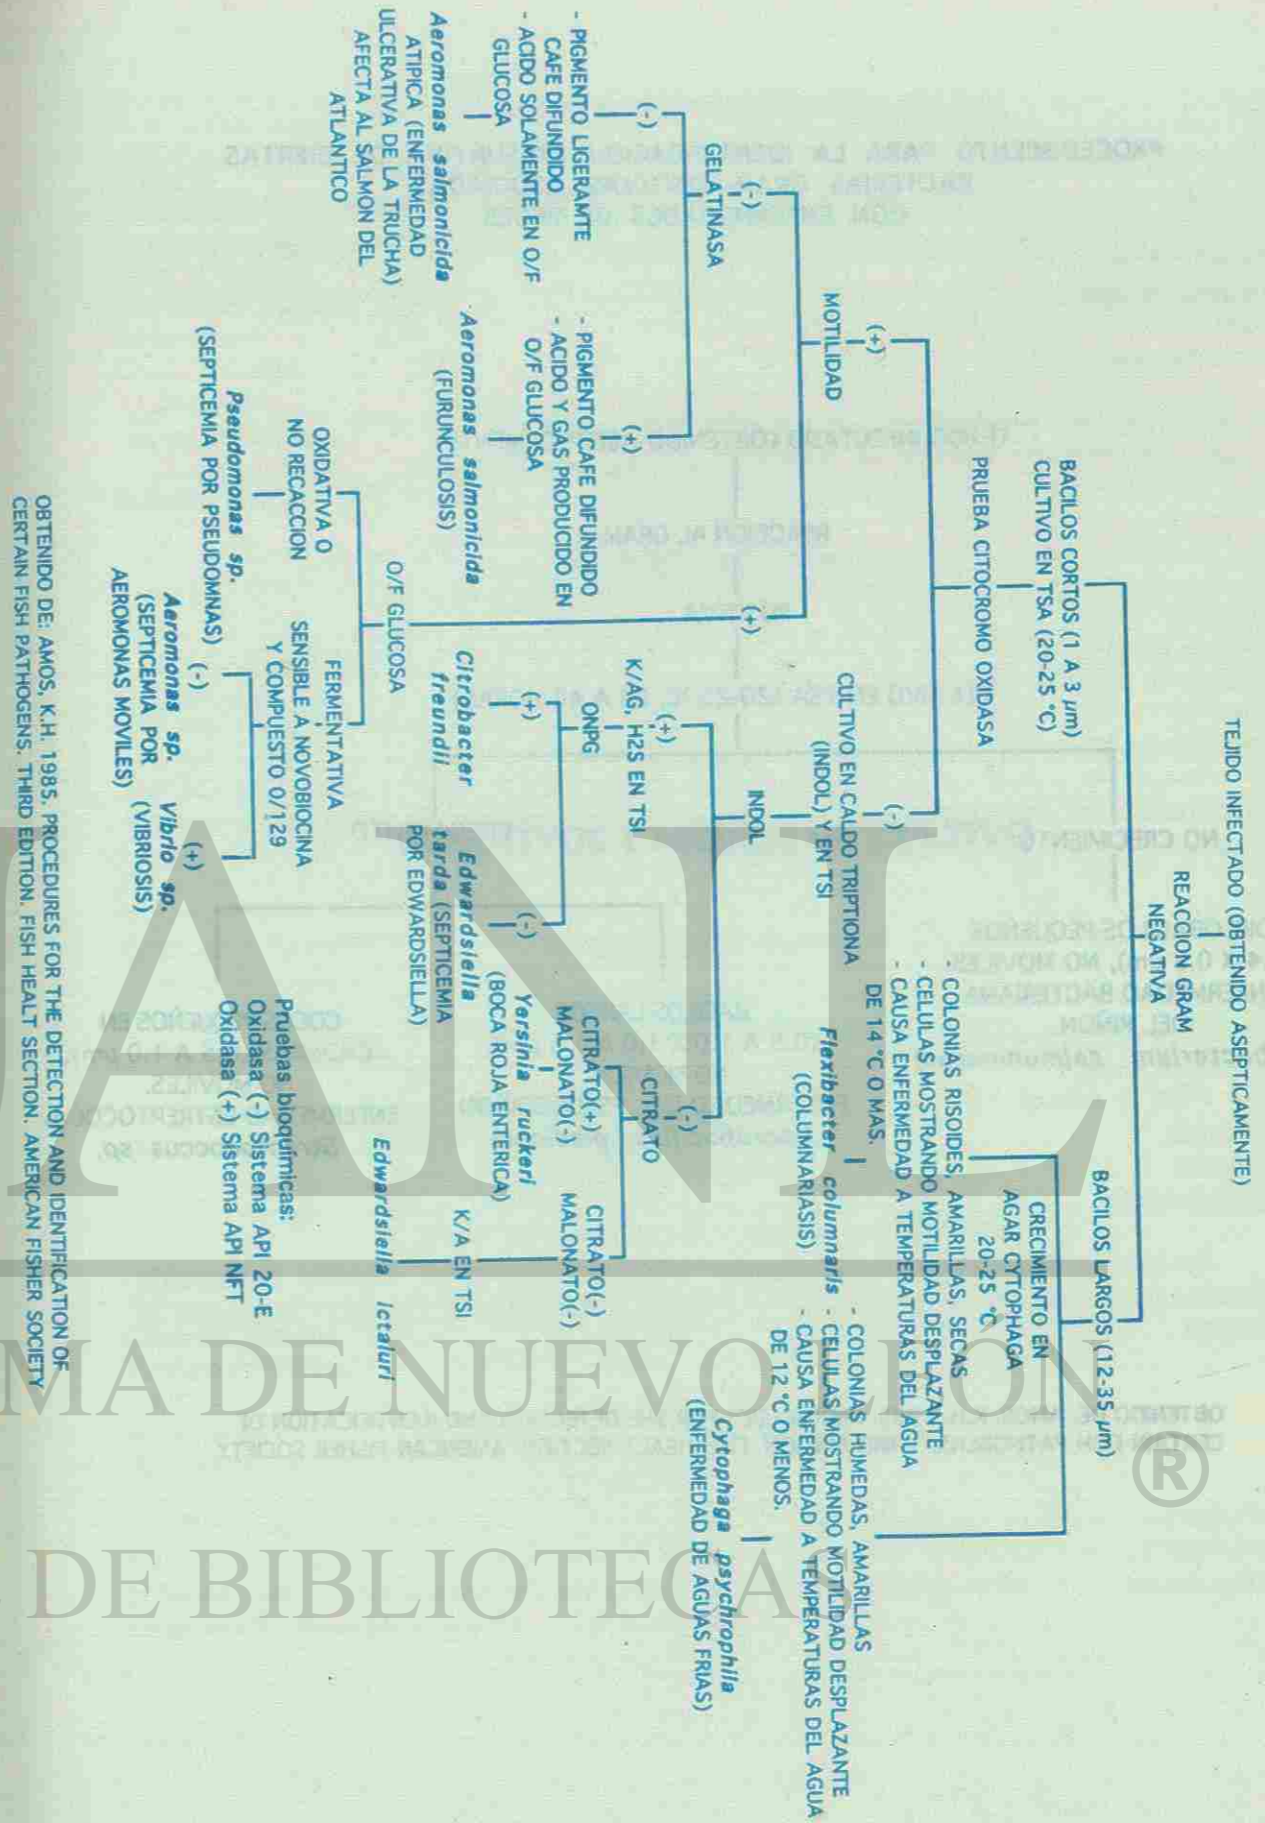 TEJIDO INFECTADO (OBTENIDO ASEPTICAMENTE)
REACCION GRAM
NEGATIVA
BACILOS CORTOS (1 A 3 µm)
CULTIVO EN TSA (20-25 °C)
BACILOS LARGOS (12-35 µm)
PRUEBA CITOCROMO OXIDASA
CRECIMIENTO EN
AGAR CYTOPHAGA
20-25 °C
(+)
(-)
- COLONIAS RISOIDES, AMARILLAS, SECAS
- CELULAS MOSTRANDO MOTILIDAD DESPLAZANTE
- CAUSA ENFERMEDAD A TEMPERATURAS DEL AGUA
DE 14 °C O MAS.
Flexibacter columnaris
(COLUMNARIASIS)
- COLONIAS HUMEDAS, AMARILLAS
- CELULAS MOSTRANDO MOTILIDAD DESPLAZANTE
- CAUSA ENFERMEDAD A TEMPERATURAS DEL AGUA
DE 12 °C O MENOS.
Cytophaga psychrophila
(ENFERMEDAD DE AGUAS FRIAS)
MOTILIDAD
CULTIVO EN CALDO TRIPTIONA
(INDOL) Y EN TSI
(-)
(+)
INDOL
GELATINASA
(+)
(-)
K/AG, H2S EN TSI
CITRATO
(-)
(+)
ONPG
CITRATO(+)
MALONATO(-)
CITRATO(-)
MALONATO(-)
- PIGMENTO LIGERAMTE
CAFE DIFUNDIDO
- ACIDO SOLAMENTE EN O/F
GLUCOSA
- PIGMENTO CAFE DIFUNDIDO
- ACIDO Y GAS PRODUCIDO EN
O/F GLUCOSA
(+)
(-)
Yersinia ruckeri
(BOCA ROJA ENTERICA)
K/A EN TSI
Aeromonas salmonicida
ATIPICA (ENFERMEDAD
ULCERATIVA DE LA TRUCHA)
AFECTA AL SALMON DEL
ATLANTICO
Aeromonas salmonicida
(FURUNCULOSIS)
Citrobacter
freundii
Edwardsiella
tarda (SEPTICEMIA
POR EDWARDSIELLA)
Edwardsiella ictaluri
O/F GLUCOSA
OXIDATIVA O
NO RECACCION
FERMENTATIVA
SENSIBLE A NOVOBIOCINA
Y COMPUESTO 0/129
Pseudomonas sp.
(SEPTICEMIA POR PSEUDOMNAS)
(-)
(+)
Aeromonas sp.
(SEPTICEMIA POR
AEROMONAS MOVILES)
Vibrio sp.
(VIBRIOSIS)
Pruebas bioquímicas:
Oxidasa (-) Sistema API 20-E
Oxidasa (+) Sistema API NFT
OBTENIDO DE: AMOS, K.H. 1985. PROCEDURES FOR THE DETECTION AND IDENTIFICATION OF
CERTAIN FISH PATHOGENS. THIRD EDITION. FISH HEALT SECTION. AMERICAN FISHER SOCIETY
ANL
MA DE NUEVO LEÓN
®
DE BIBLIOTECAS